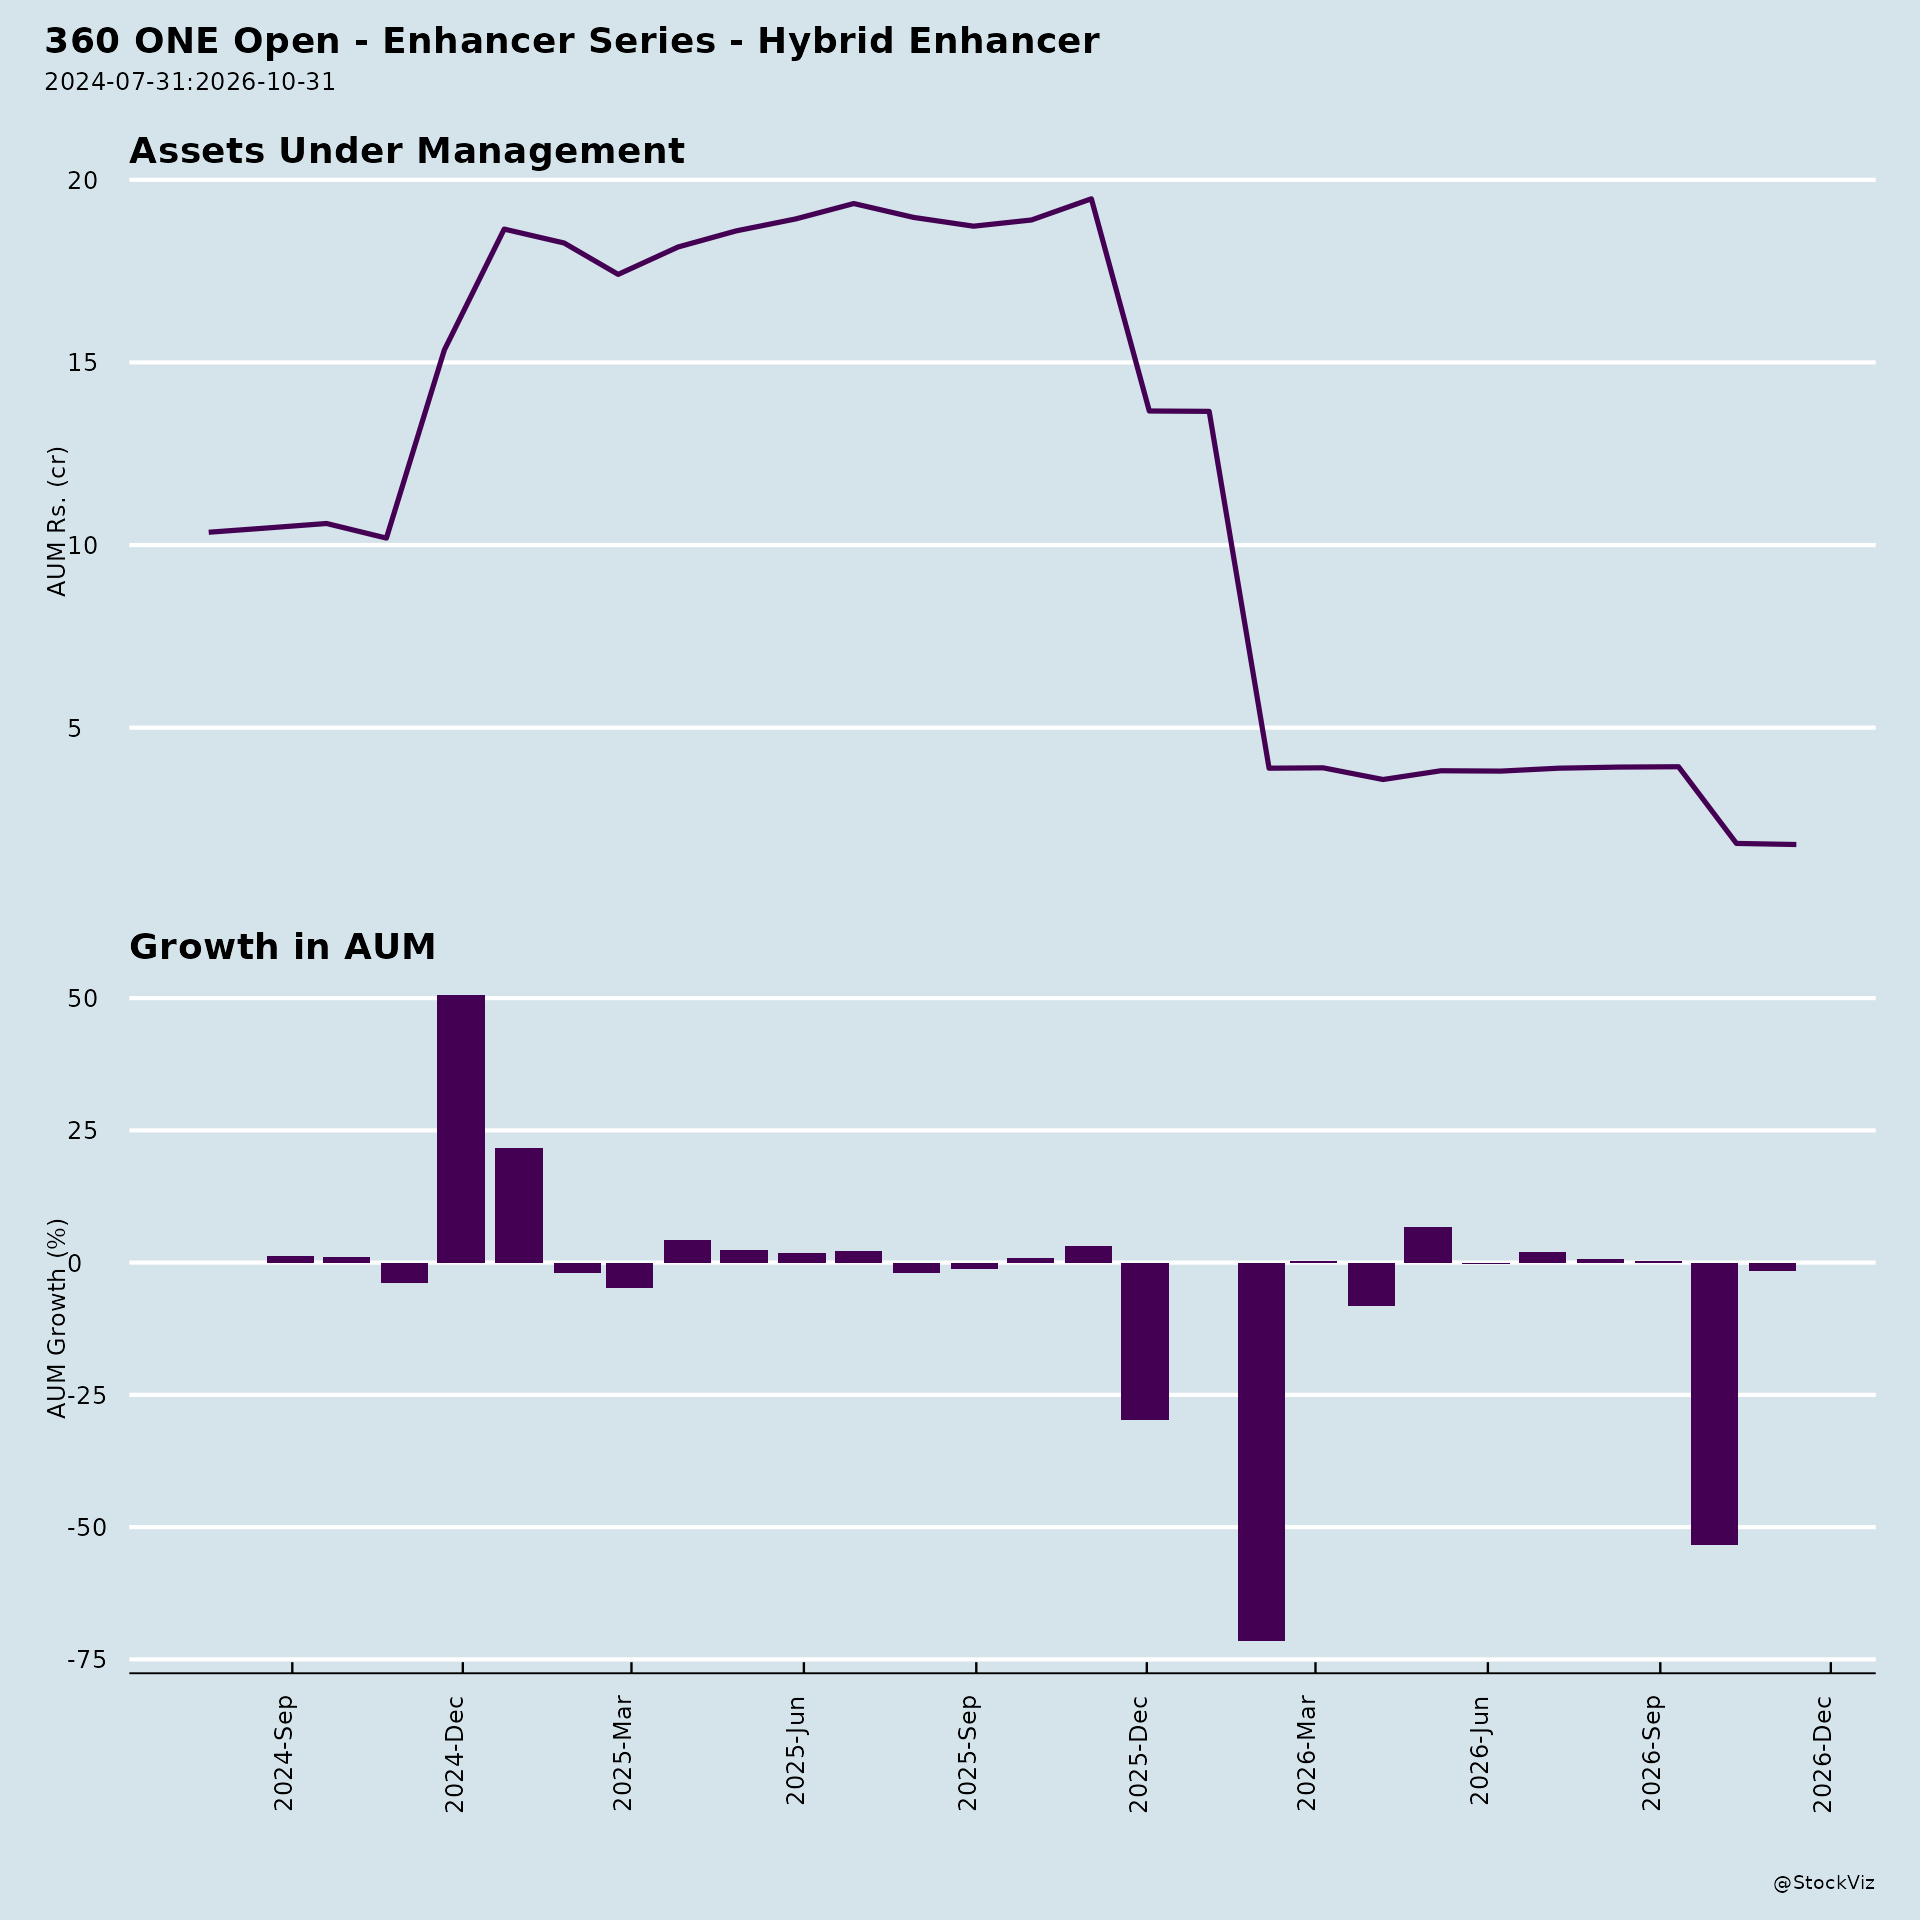 360 ONE Open - Enhancer Series - Hybrid Enhancer
2024-07-31:2026-10-31
Assets Under Management
AUM Rs. (cr)
20
15
10
5
Growth in AUM
AUM Growth (%)
50
25
0
-25
-50
-75
2024-Sep
2024-Dec
2025-Mar
2025-Jun
2025-Sep
2025-Dec
2026-Mar
2026-Jun
2026-Sep
2026-Dec
@StockViz